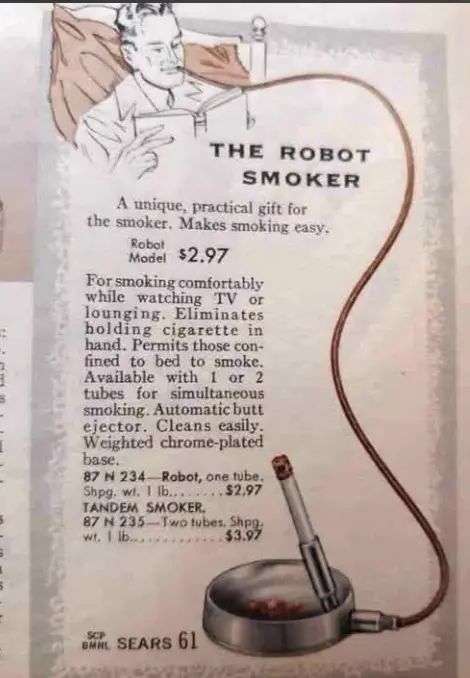 THE ROBOT
SMOKER
A unique, practical gift for
the smoker. Makes smoking easy.
Robot
Model $2.97
For smoking comfortably
while watching TV or
lounging. Eliminates
holding cigarette in
hand. Permits those con-
fined to bed to smoke.
Available with 1 or 2
tubes for simultaneous
smoking. Automatic butt
ejector. Cleans easily.
Weighted chrome-plated
base.
87 N 234—Robot, one tube.
Shpg. wt. 1 lb........$2.97
TANDEM SMOKER.
87 N 235—Two tubes. Shpg.
wt. 1 lb.............$3.97
SCP
BMNL SEARS 61